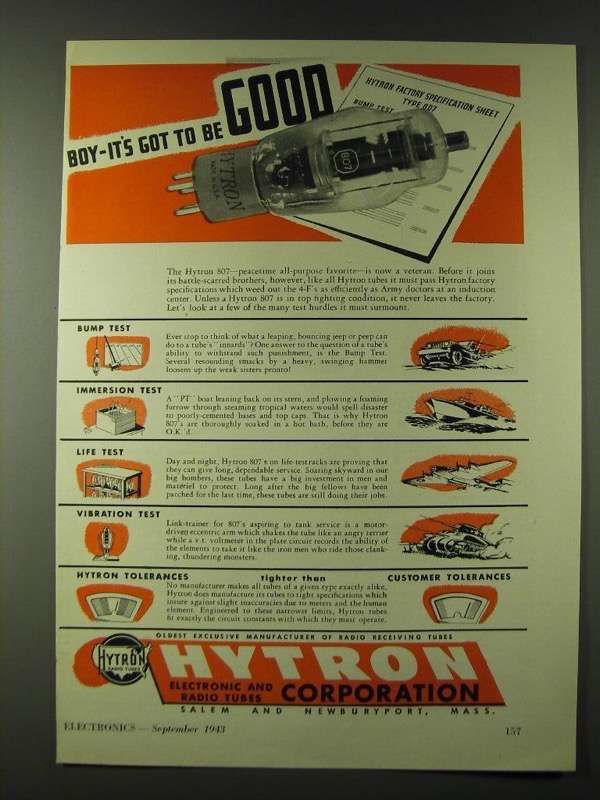 BOY-IT'S GOT TO BE GOOD
HYTRON FACTORY SPECIFICATION SHEET
TYPE 807
BUMP TEST
HYTRON
MADE IN U.S.A.
807
The Hytron 807—peacetime all-purpose favorite—is now a veteran. Before it joins
its battle-scarred brothers, however, like all Hytron tubes it must pass Hytron factory
specifications which weed out the 4-F's as efficiently as Army doctors at an induction
center. Unless a Hytron 807 is in top fighting condition, it never leaves the factory.
Let's look at a few of the many test hurdles it must surmount.
BUMP TEST
Ever stop to think of what a leaping, bouncing jeep or peep can
do to a tube's "innards"? One answer to the question of a tube's
ability to withstand such punishment, is the Bump Test.
Several resounding smacks by a heavy, swinging hammer
loosen up the weak sisters pronto!
IMMERSION TEST
A "PT" boat leaning back on its stern, and plowing a foaming
furrow through steaming tropical waters would spell disaster
to poorly-cemented bases and top caps. That is why Hytron
807's are thoroughly soaked in a hot bath, before they are
O.K.'d.
LIFE TEST
Day and night, Hytron 807's on life-test racks are proving that
they can give long, dependable service. Soaring skyward in our
big bombers, these tubes have a big investment in men and
materiel to protect. Long after the big fellows have been
patched for the last time, these tubes are still doing their jobs.
VIBRATION TEST
Link-trainer for 807's aspiring to tank service is a motor-
driven eccentric arm which shakes the tube like an angry terrier
while a v.t. voltmeter in the plate circuit records the ability of
the elements to take it like the iron men who ride those clank-
ing, thundering monsters.
HYTRON TOLERANCES tighter than CUSTOMER TOLERANCES
No manufacturer makes all tubes of a given type exactly alike.
Hytron does manufacture its tubes to tight specifications which
insure against slight inaccuracies due to meters and the human
element. Engineered to these narrower limits, Hytron tubes
fit exactly the circuit constants with which they must operate.
OLDEST EXCLUSIVE MANUFACTURER OF RADIO RECEIVING TUBES
HYTRON
RADIO TUBES
HYTRON
ELECTRONIC AND
RADIO TUBES
CORPORATION
SALEM AND NEWBURYPORT, MASS.
ELECTRONICS — September 1943
157